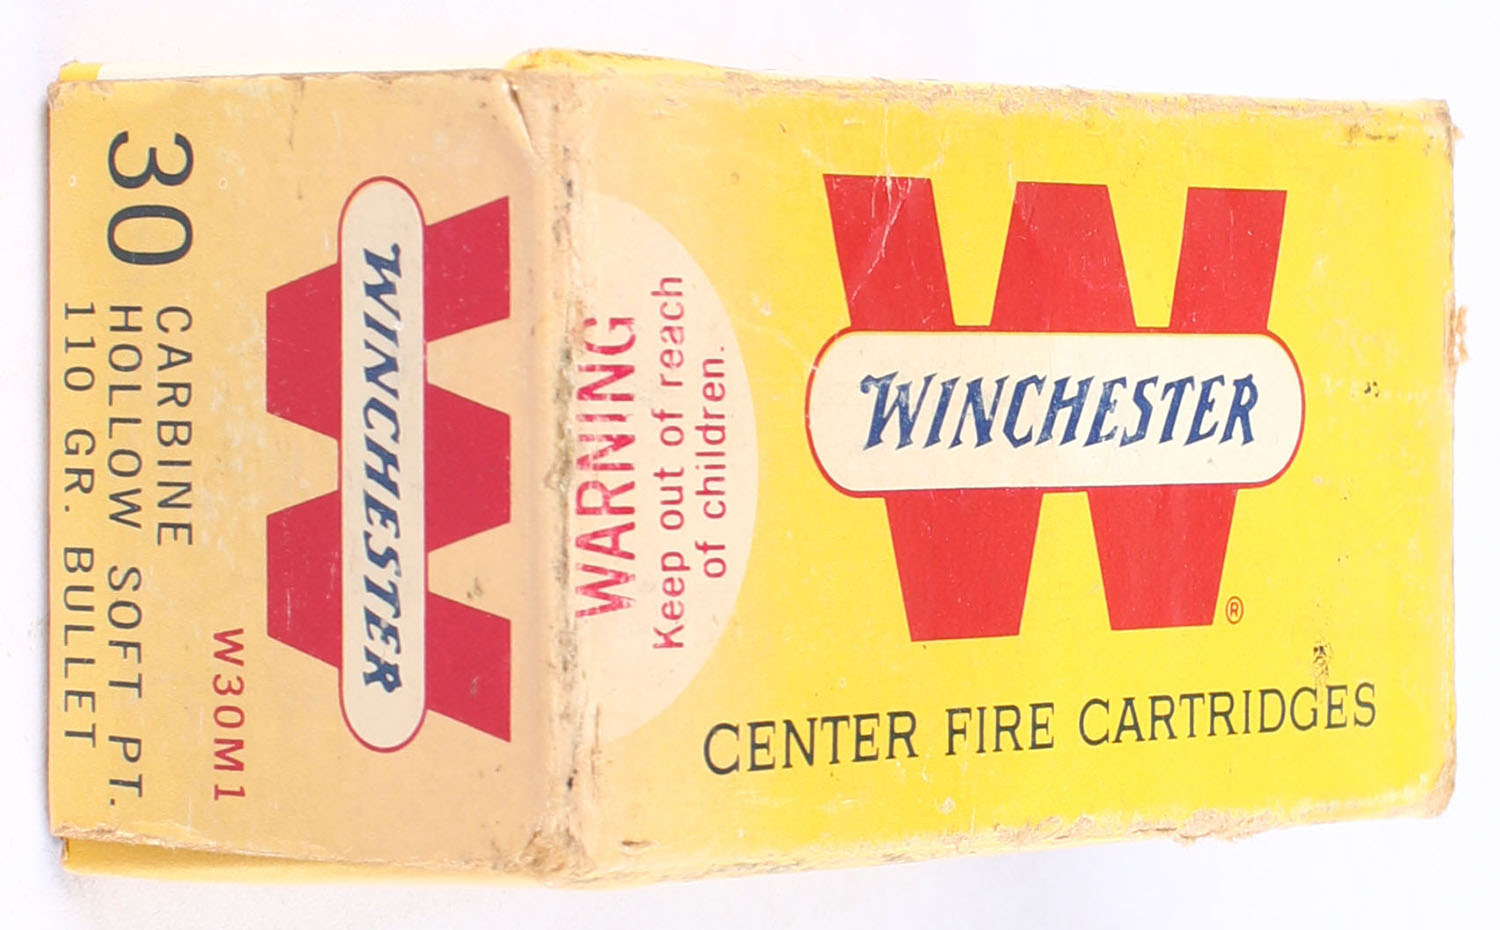 WINCHESTER
®
CENTER FIRE CARTRIDGES
WARNING
Keep out of reach
of children.
WINCHESTER
W30M1
30 CARBINE
HOLLOW SOFT PT.
110 GR. BULLET